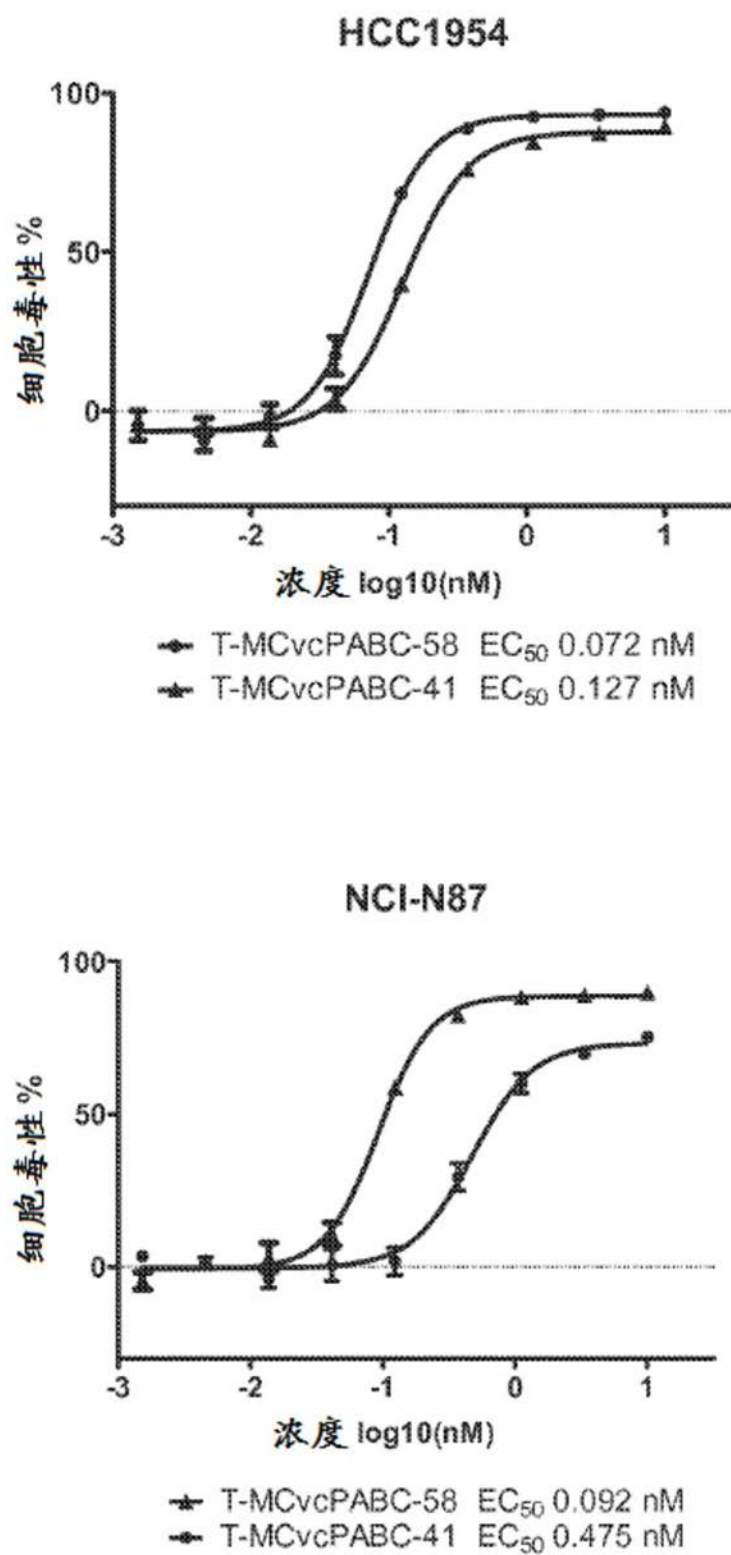 HCC1954
100
50
0
细胞毒性 %
-3 -2 -1 0 1
浓度 log10(nM)
T-MCvcPABC-58 EC₅₀ 0.072 nM
T-MCvcPABC-41 EC₅₀ 0.127 nM
NCI-N87
100
50
0
细胞毒性 %
-3 -2 -1 0 1
浓度 log10(nM)
T-MCvcPABC-58 EC₅₀ 0.092 nM
T-MCvcPABC-41 EC₅₀ 0.475 nM